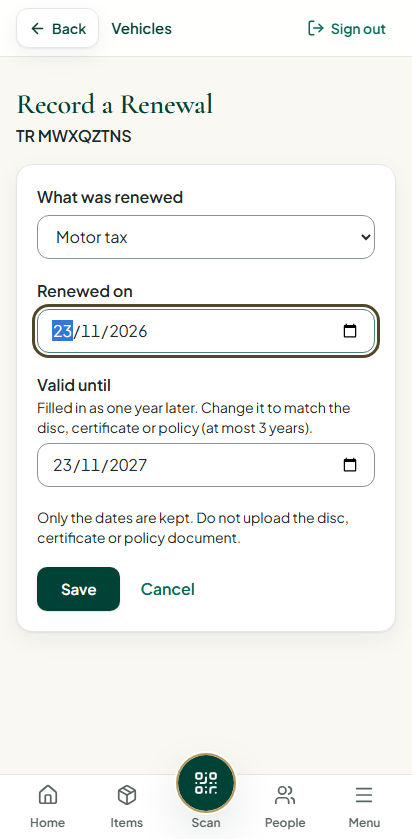 Back
Vehicles
Sign out
Record a Renewal
TR MWXQZTNS
What was renewed
Motor tax
Renewed on
23/11/2026
Valid until
Filled in as one year later. Change it to match the
disc, certificate or policy (at most 3 years).
23/11/2027
Only the dates are kept. Do not upload the disc,
certificate or policy document.
Save
Cancel
Home
Items
Scan
People
Menu